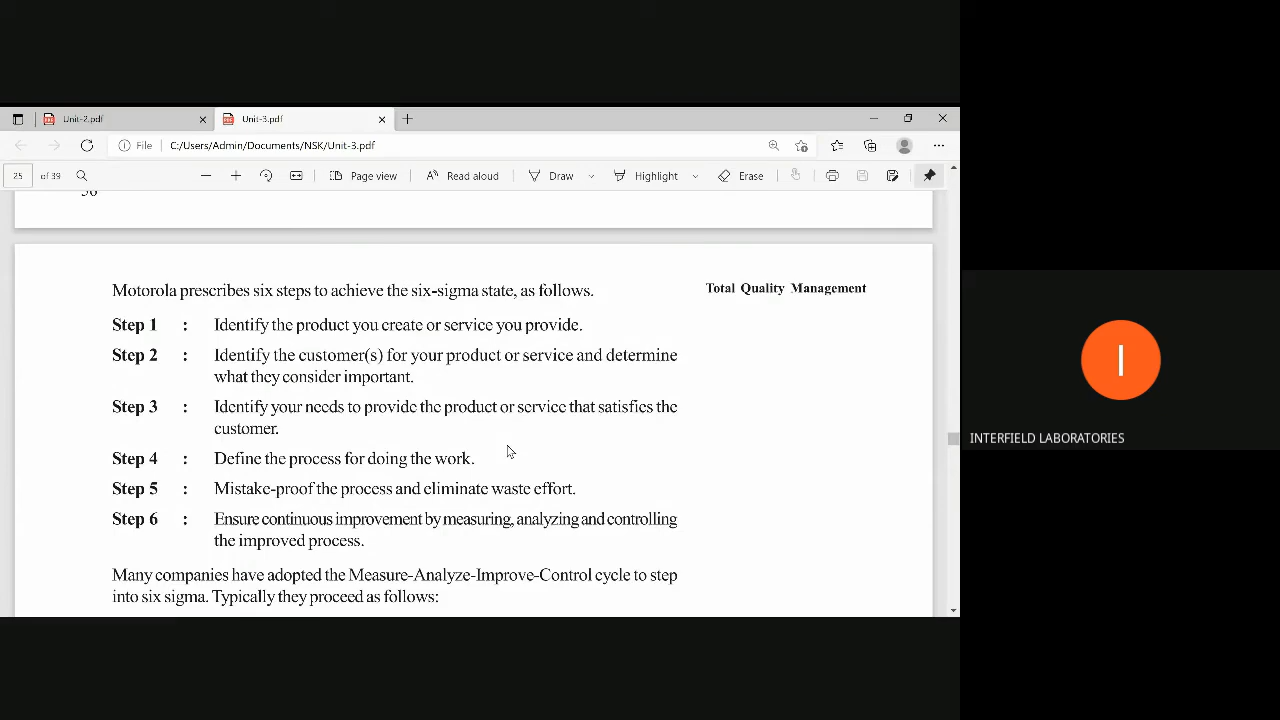 Unit-2.pdf
Unit-3.pdf
File
C:/Users/Admin/Documents/NSK/Unit-3.pdf
25 of 39
Page view
Read aloud
Draw
Highlight
Erase
Motorola prescribes six steps to achieve the six-sigma state, as follows.
Total Quality Management
Step 1 : Identify the product you create or service you provide.
Step 2 : Identify the customer(s) for your product or service and determine
what they consider important.
Step 3 : Identify your needs to provide the product or service that satisfies the
customer.
Step 4 : Define the process for doing the work.
Step 5 : Mistake-proof the process and eliminate waste effort.
Step 6 : Ensure continuous improvement by measuring, analyzing and controlling
the improved process.
Many companies have adopted the Measure-Analyze-Improve-Control cycle to step
into six sigma. Typically they proceed as follows:
I
INTERFIELD LABORATORIES